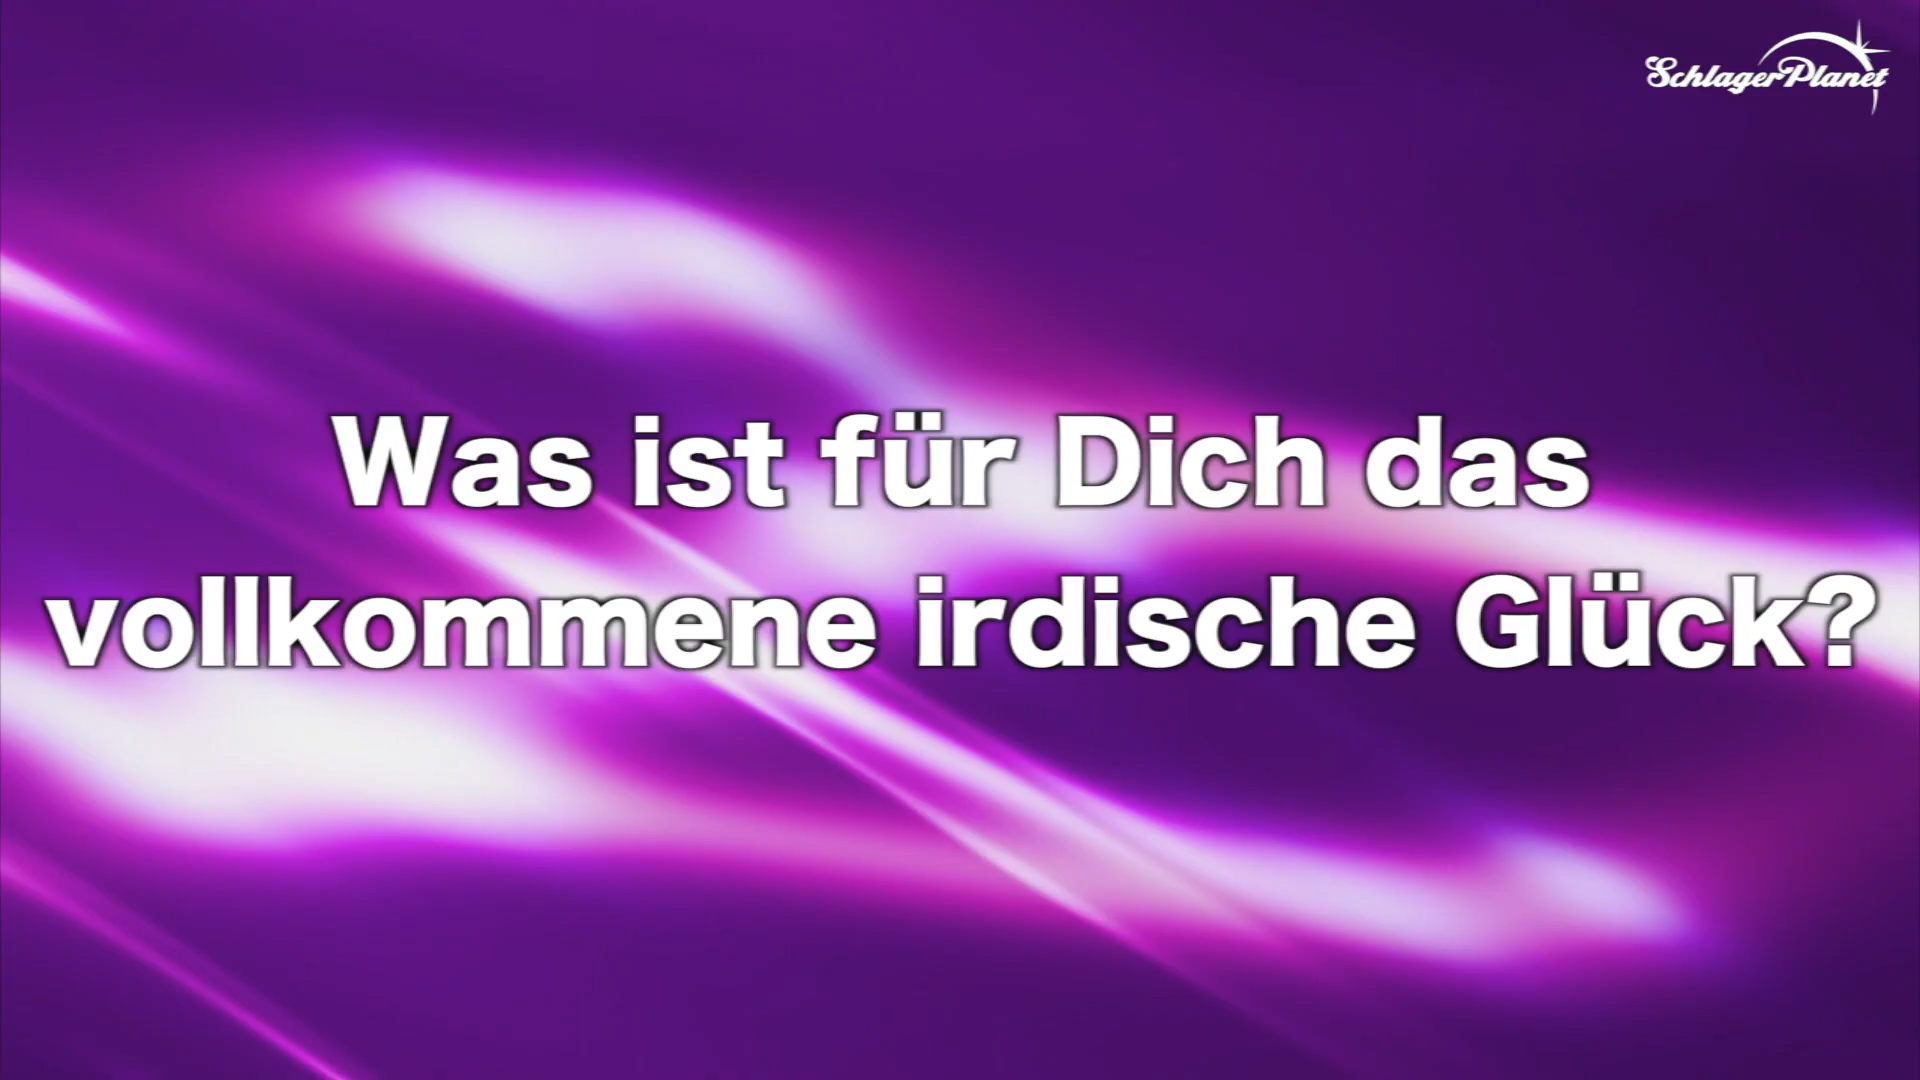 SchlagerPlanet
Was ist für Dich das
vollkommene irdische Glück?